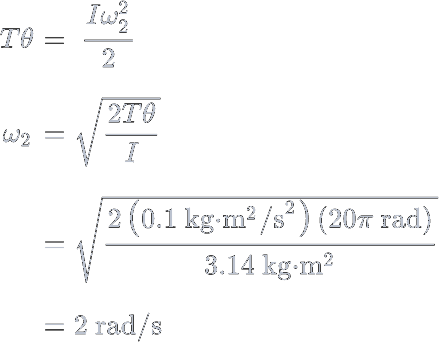 Tθ = Iω₂²/2
ω₂ = √(2Tθ/I)
= √(2(0.1 kg·m²/s²)(20π rad)/3.14 kg·m²)
= 2 rad/s